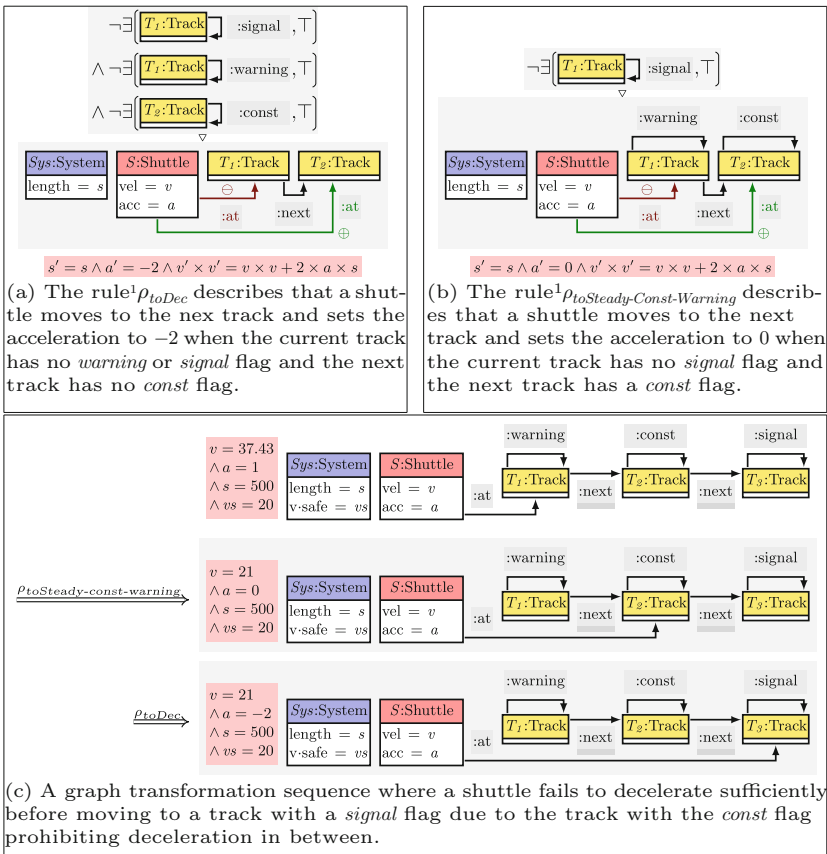 ¬∃( T1:Track :signal ,⊤)
∧ ¬∃( T1:Track :warning ,⊤)
∧ ¬∃( T2:Track :const ,⊤)
▽
Sys:System S:Shuttle T1:Track T2:Track
length = s vel = v
acc = a
⊖ :at :next :at ⊕
s′ = s ∧ a′ = −2 ∧ v′ × v′ = v × v + 2 × a × s
(a) The rule¹ρtoDec describes that a shut-
tle moves to the nex track and sets the
acceleration to −2 when the current track
has no warning or signal flag and the next
track has no const flag.
¬∃( T1:Track :signal ,⊤)
▽
:warning :const
Sys:System S:Shuttle T1:Track T2:Track
length = s vel = v
acc = a
⊖ :at :next :at ⊕
s′ = s ∧ a′ = 0 ∧ v′ × v′ = v × v + 2 × a × s
(b) The rule¹ρtoSteady-Const-Warning describ-
es that a shuttle moves to the next
track and sets the acceleration to 0 when
the current track has no signal flag and
the next track has a const flag.
v = 37.43
∧ a = 1
∧ s = 500
∧ vs = 20
Sys:System S:Shuttle
length = s vel = v
v·safe = vs acc = a
:at
:warning :const :signal
T1:Track T2:Track T3:Track
:next :next
ρtoSteady-const-warning
v = 21
∧ a = 0
∧ s = 500
∧ vs = 20
Sys:System S:Shuttle
length = s vel = v
v·safe = vs acc = a
:at
:warning :const :signal
T1:Track T2:Track T3:Track
:next :next
ρtoDec
v = 21
∧ a = −2
∧ s = 500
∧ vs = 20
Sys:System S:Shuttle
length = s vel = v
v·safe = vs acc = a
:at
:warning :const :signal
T1:Track T2:Track T3:Track
:next :next
(c) A graph transformation sequence where a shuttle fails to decelerate sufficiently
before moving to a track with a signal flag due to the track with the const flag
prohibiting deceleration in between.